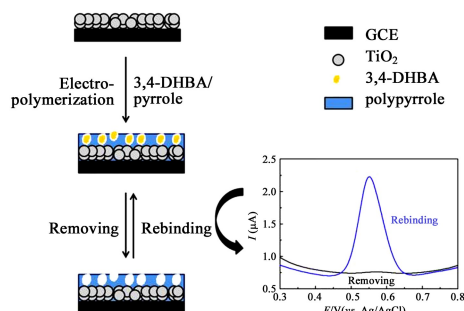 GCE
TiO2
3,4-DHBA
polypyrrole
Electro-
polymerization
3,4-DHBA/
pyrrole
Removing
Rebinding
2.5
2.0
1.5
1.0
0.5
I (μA)
Rebinding
Removing
0.3 0.4 0.5 0.6 0.7 0.8
E/V(vs. Ag/AgCl)